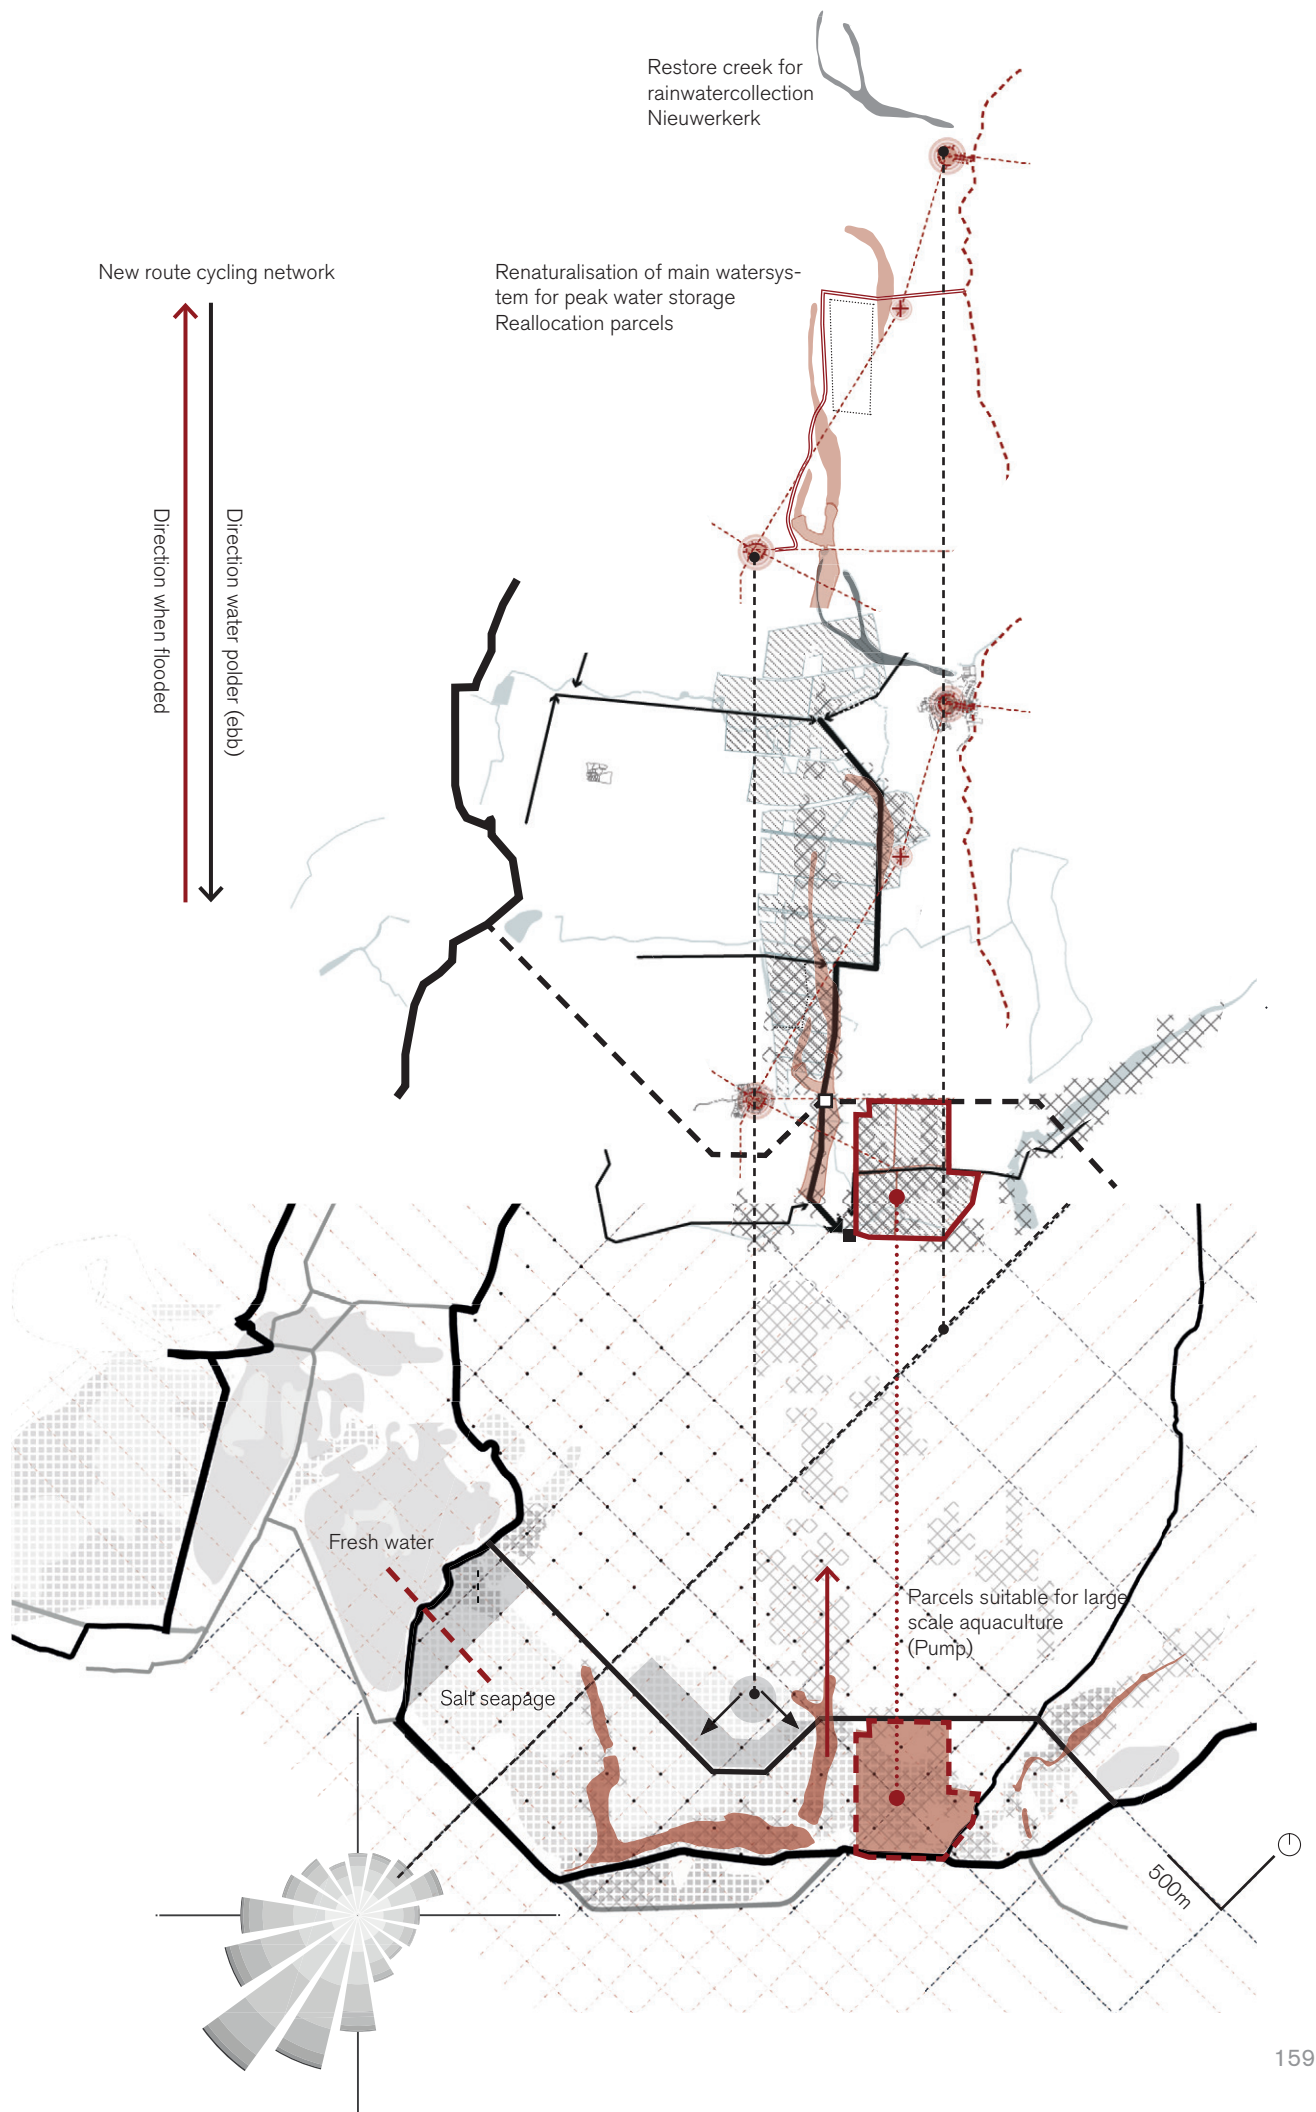 Restore creek for
rainwatercollection
Nieuwerkerk
New route cycling network
Renaturalisation of main watersys-
tem for peak water storage
Reallocation parcels
Direction when flooded
Direction water polder (ebb)
Fresh water
Salt seapage
Parcels suitable for large
scale aquaculture
(Pump)
500m
159